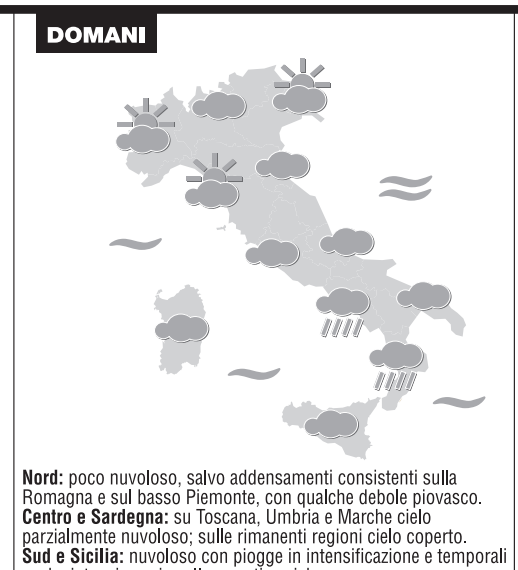 DOMANI
Nord: poco nuvoloso, salvo addensamenti consistenti sulla
Romagna e sul basso Piemonte, con qualche debole piovasco.
Centro e Sardegna: su Toscana, Umbria e Marche cielo
parzialmente nuvoloso; sulle rimanenti regioni cielo coperto.
Sud e Sicilia: nuvoloso con piogge in intensificazione e temporali